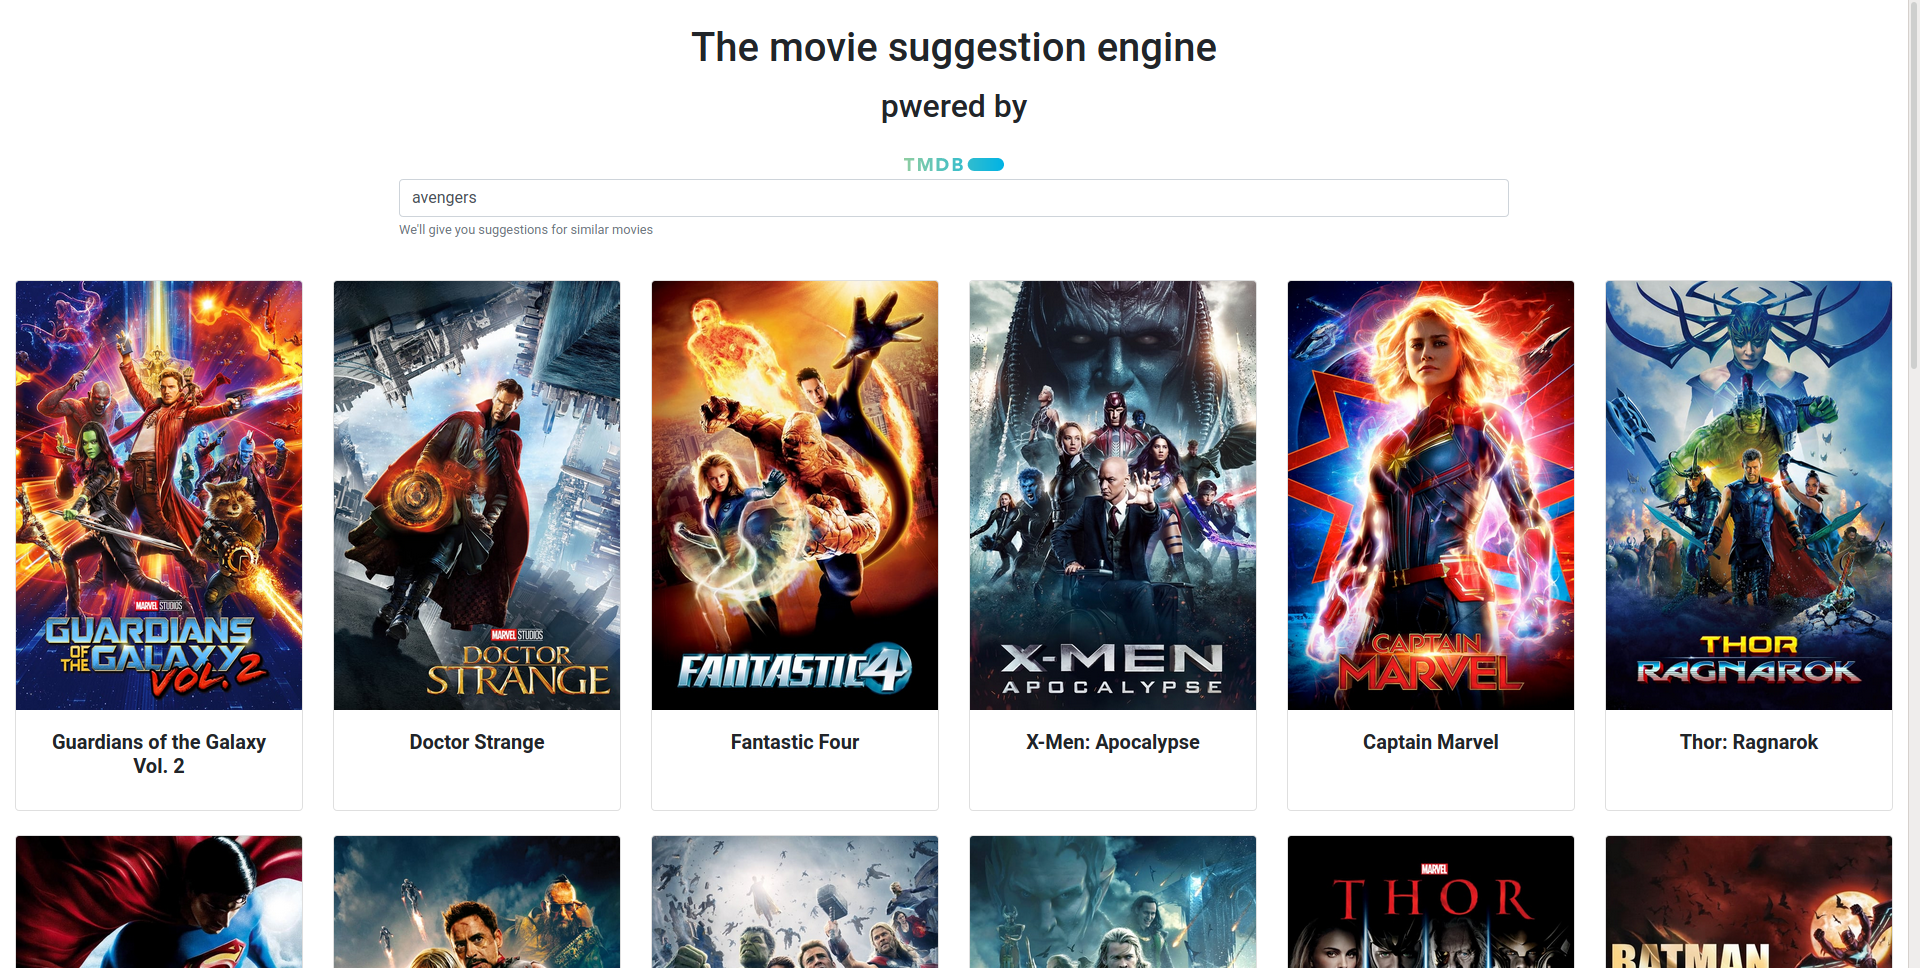 The movie suggestion engine
pwered by
TMDB
avengers
We'll give you suggestions for similar movies
MARVEL STUDIOS
GUARDIANS
OF THE GALAXY
VOL. 2
MARVEL STUDIOS
DOCTOR
STRANGE
FANTASTIC 4
X-MEN
APOCALYPSE
CAPTAIN
MARVEL
THOR
RAGNAROK
Guardians of the Galaxy
Vol. 2
Doctor Strange
Fantastic Four
X-Men: Apocalypse
Captain Marvel
Thor: Ragnarok
MARVEL
THOR
BATMAN